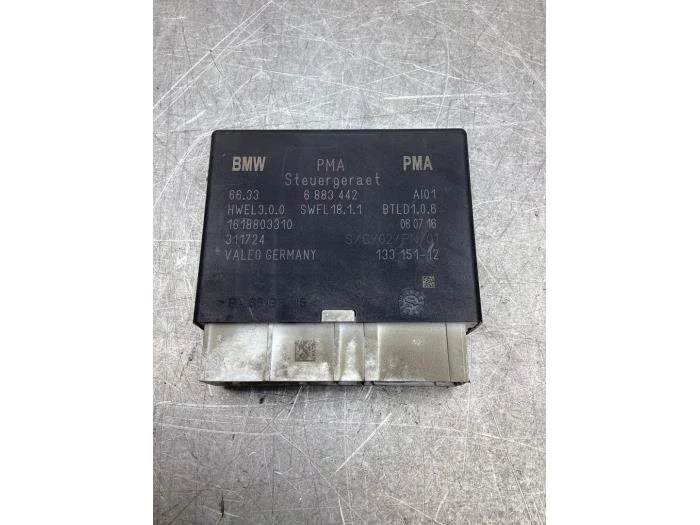 BMW PMA PMA
Steuergeraet
66.33 6 883 442 AI01
HWEL3.0.0 SWFL18.1.1 BTLD1.0.6
1618803310 06 07 16
311724
VALEO GERMANY 133 151-12